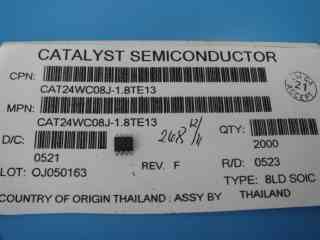 CATALYST SEMICONDUCTOR
CPN:
CAT24WC08J-1.8TE13
MPN:
CAT24WC08J-1.8TE13
D/C: QTY:
0521 2000
LOT: OJ050163 REV. F R/D: 0523
TYPE: 8LD SOIC
COUNTRY OF ORIGIN THAILAND : ASSY BY THAILAND